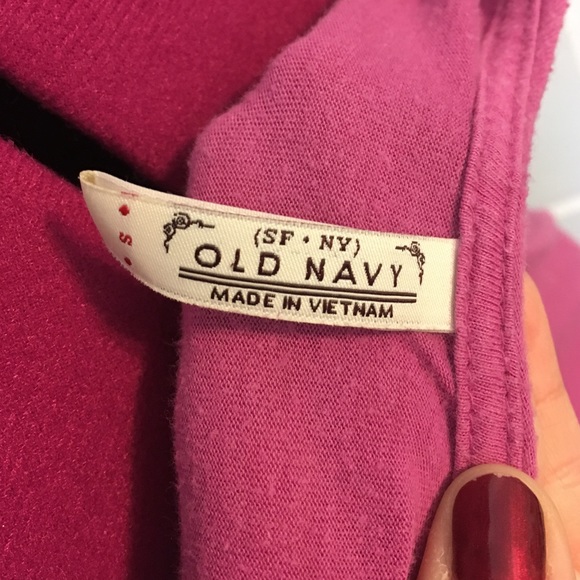 (SF • NY)
OLD NAVY
MADE IN VIETNAM
• S •